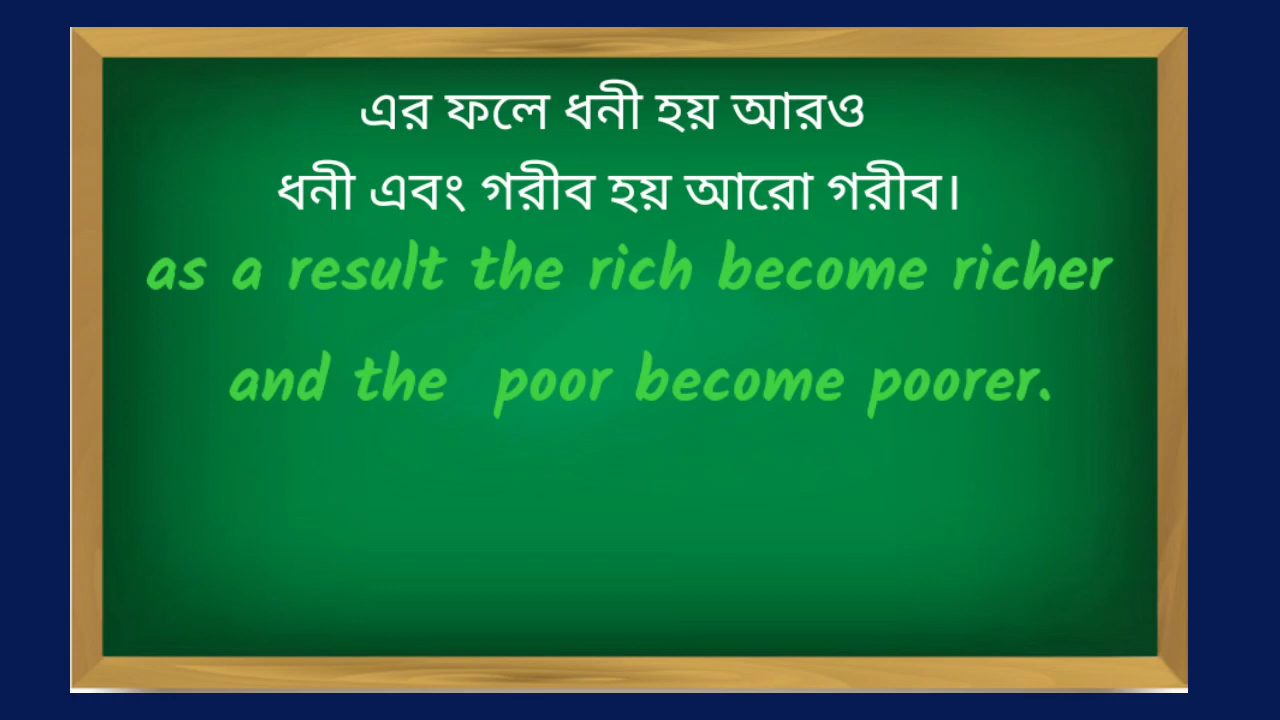 এর ফলে ধনী হয় আরও
ধনী এবং গরীব হয় আরো গরীব।
as a result the rich become richer
and the poor become poorer.